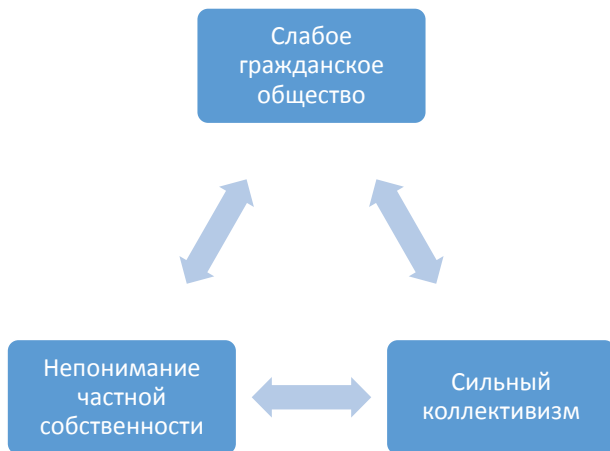 Слабое
гражданское
общество
Непонимание
частной
собственности
Сильный
коллективизм